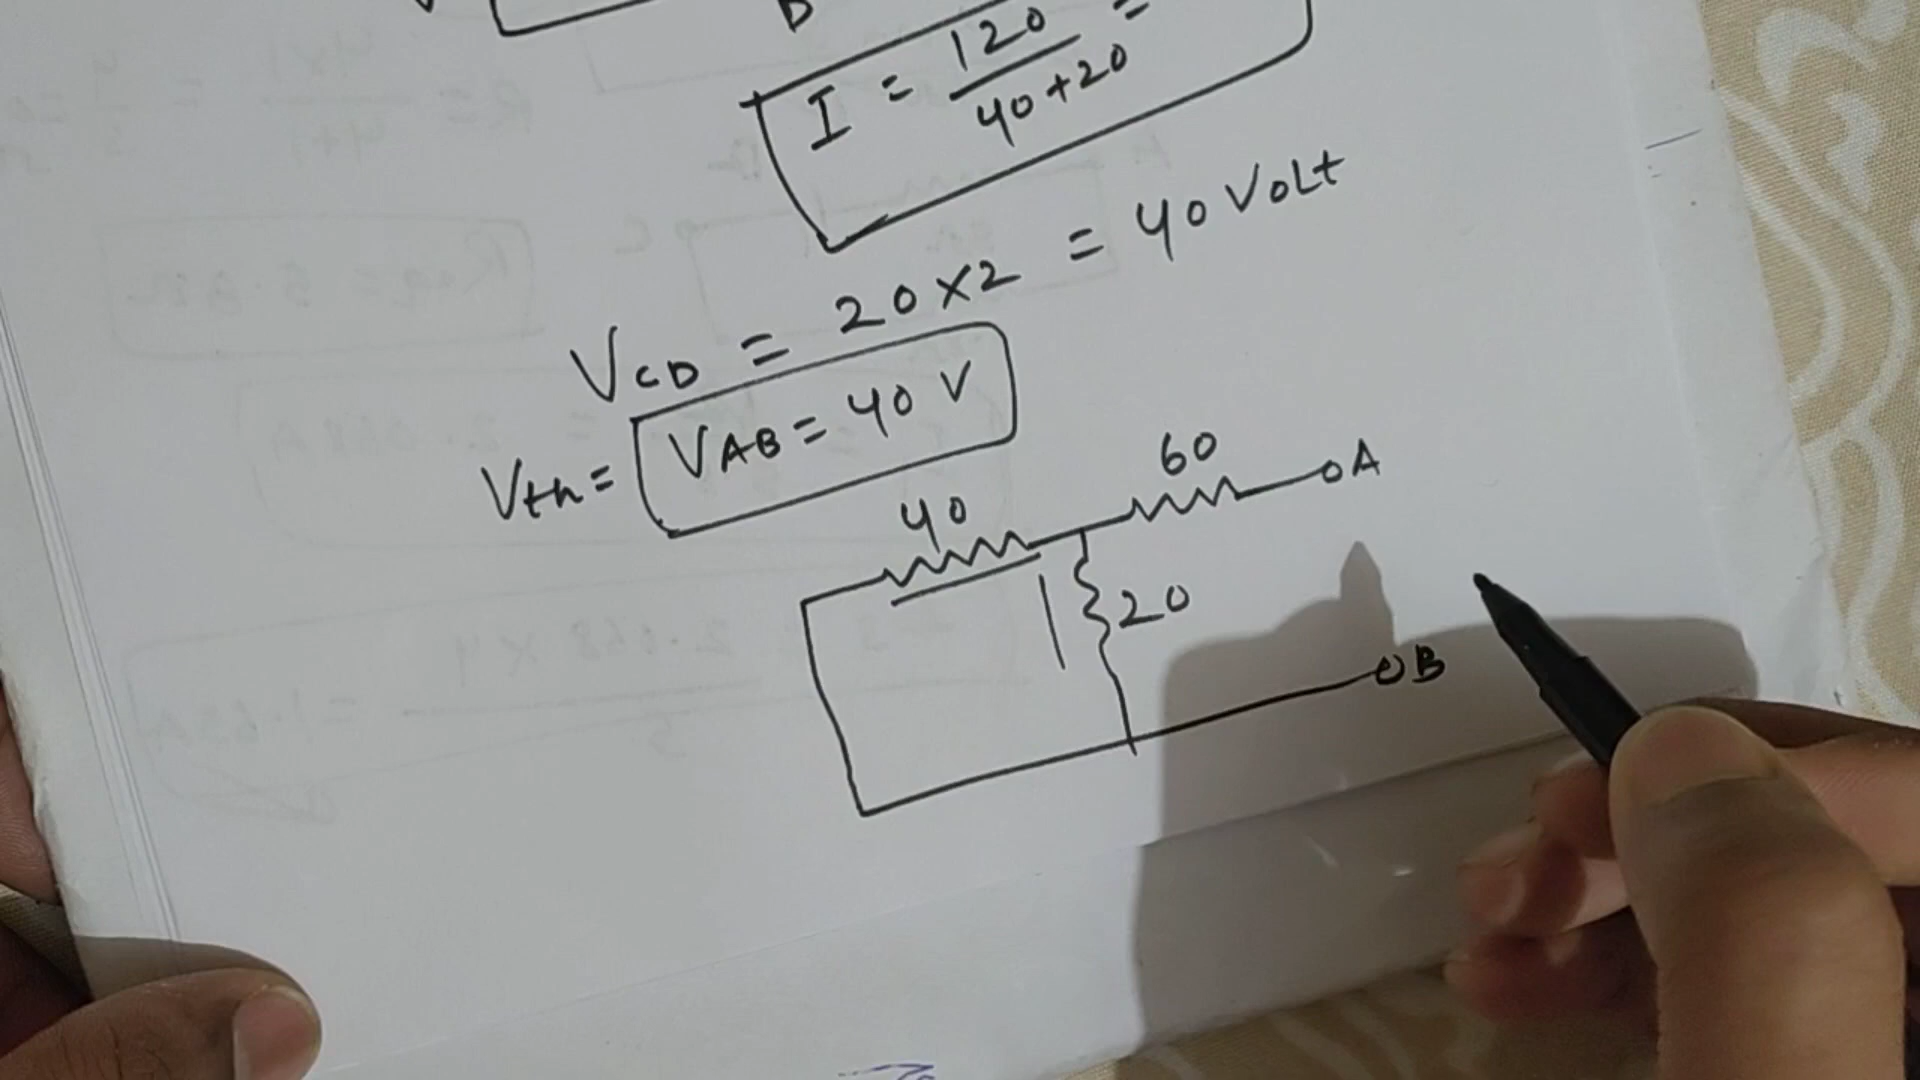 D
I = 120 / 40+20 =
VCD = 20×2 = 40 Volt
Vth = VAB = 40 V
60
A
40
20
B